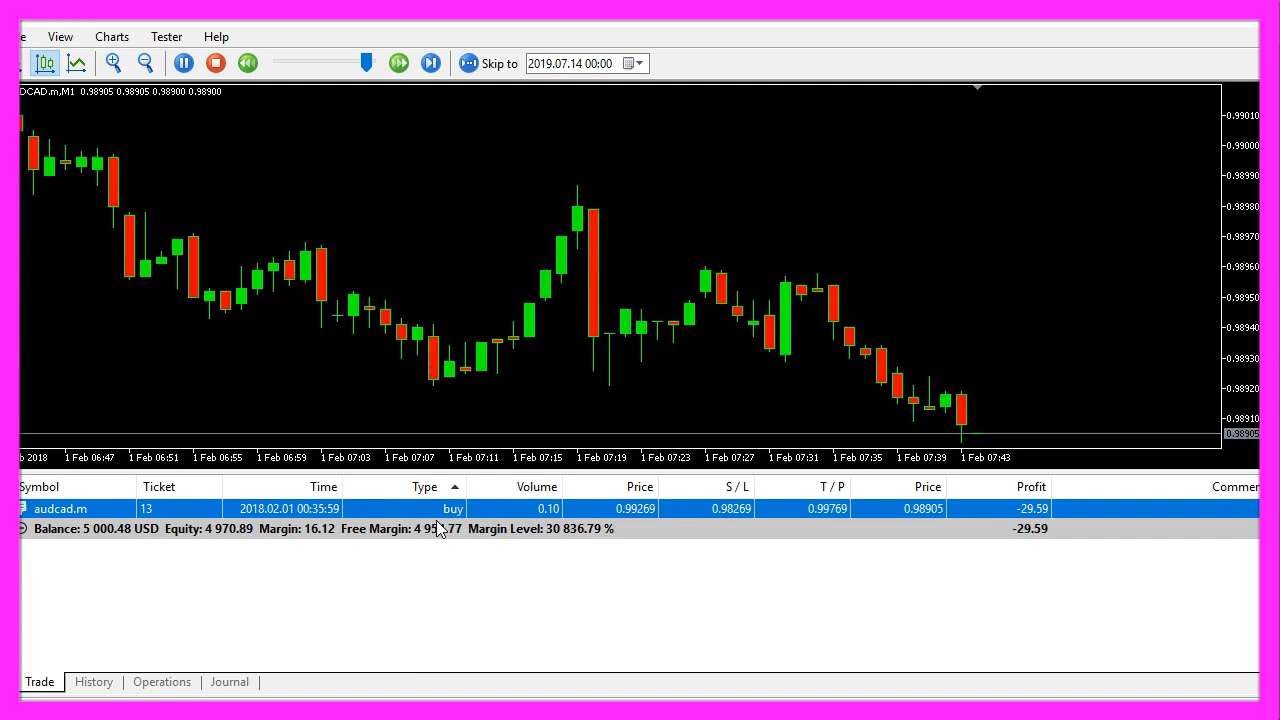 e View Charts Tester Help
Skip to 2019.07.14 00:00
DCAD.m,M1 0.98905 0.98905 0.98900 0.98900
0.99010
0.99000
0.98990
0.98980
0.98970
0.98960
0.98950
0.98940
0.98930
0.98920
0.98910
0.98905
b 2018 1 Feb 06:47 1 Feb 06:51 1 Feb 06:55 1 Feb 06:59 1 Feb 07:03 1 Feb 07:07 1 Feb 07:11 1 Feb 07:15 1 Feb 07:19 1 Feb 07:23 1 Feb 07:27 1 Feb 07:31 1 Feb 07:35 1 Feb 07:39 1 Feb 07:43
Symbol Ticket Time Type Volume Price S / L T / P Price Profit Commer
audcad.m 13 2018.02.01 00:35:59 buy 0.10 0.99269 0.98269 0.99769 0.98905 -29.59
Balance: 5 000.48 USD Equity: 4 970.89 Margin: 16.12 Free Margin: 4 95 .77 Margin Level: 30 836.79 % -29.59
Trade History Operations Journal